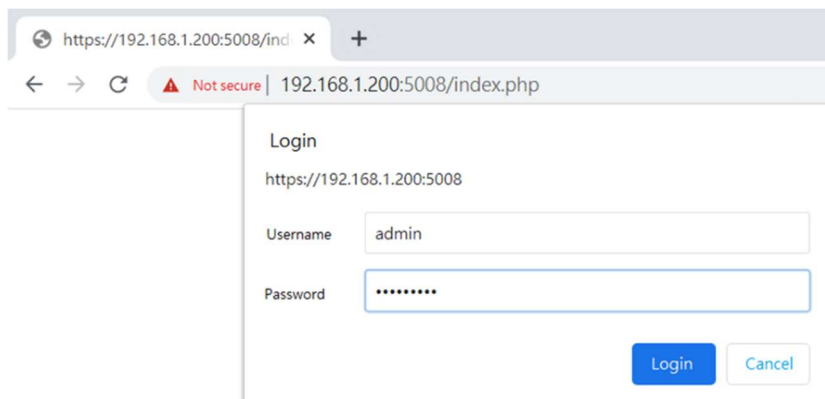 https://192.168.1.200:5008/ind
Not secure | 192.168.1.200:5008/index.php
Login
https://192.168.1.200:5008
Username admin
Password •••••••••
Login Cancel